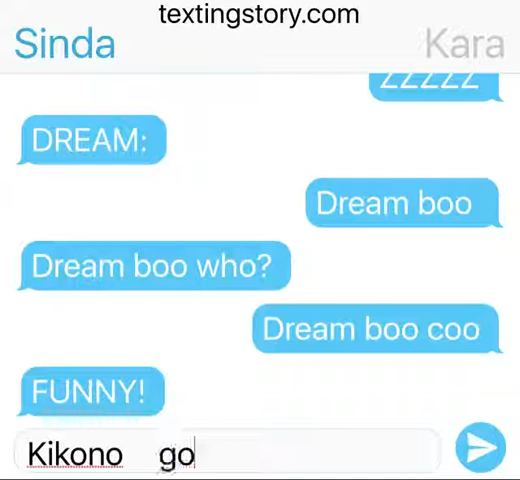 textingstory.com
Sinda Kara
ZZZZZ
DREAM:
Dream boo
Dream boo who?
Dream boo coo
FUNNY!
Kikono go